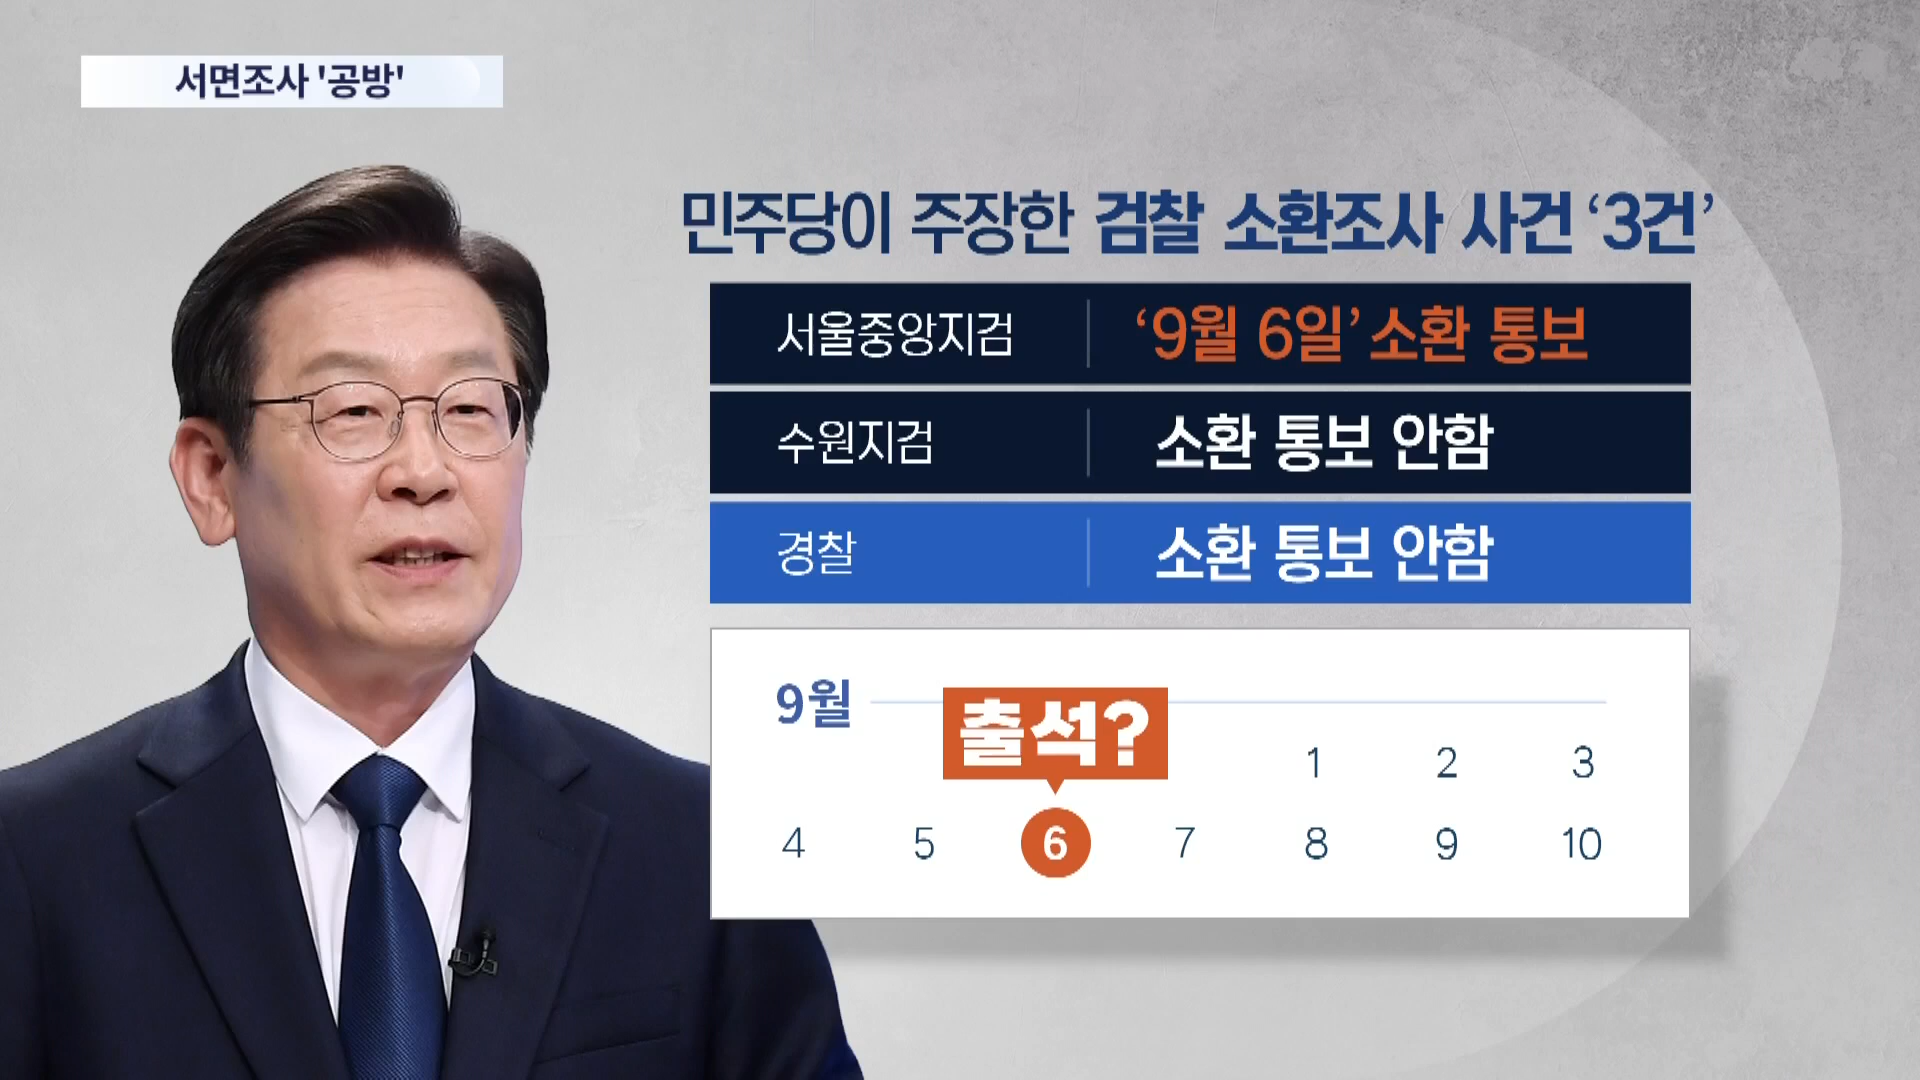 서면조사 '공방'
민주당이 주장한 검찰 소환조사 사건 ‘3건’
서울중앙지검 ‘9월 6일’ 소환 통보
수원지검 소환 통보 안함
경찰 소환 통보 안함
9월
출석?
1 2 3
4 5 6 7 8 9 10